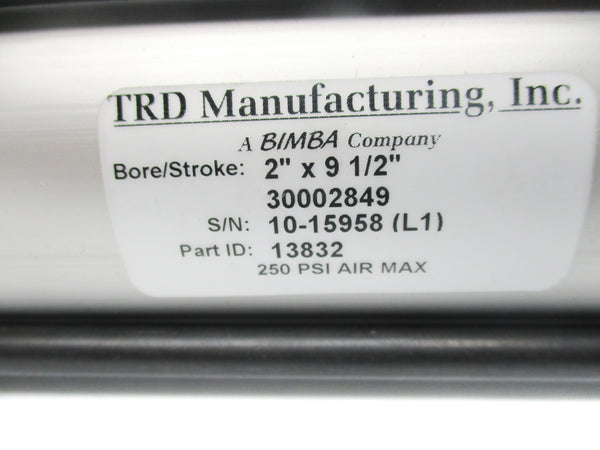 TRD Manufacturing, Inc.
A BIMBA Company
Bore/Stroke: 2" x 9 1/2"
30002849
S/N: 10-15958 (L1)
Part ID: 13832
250 PSI AIR MAX